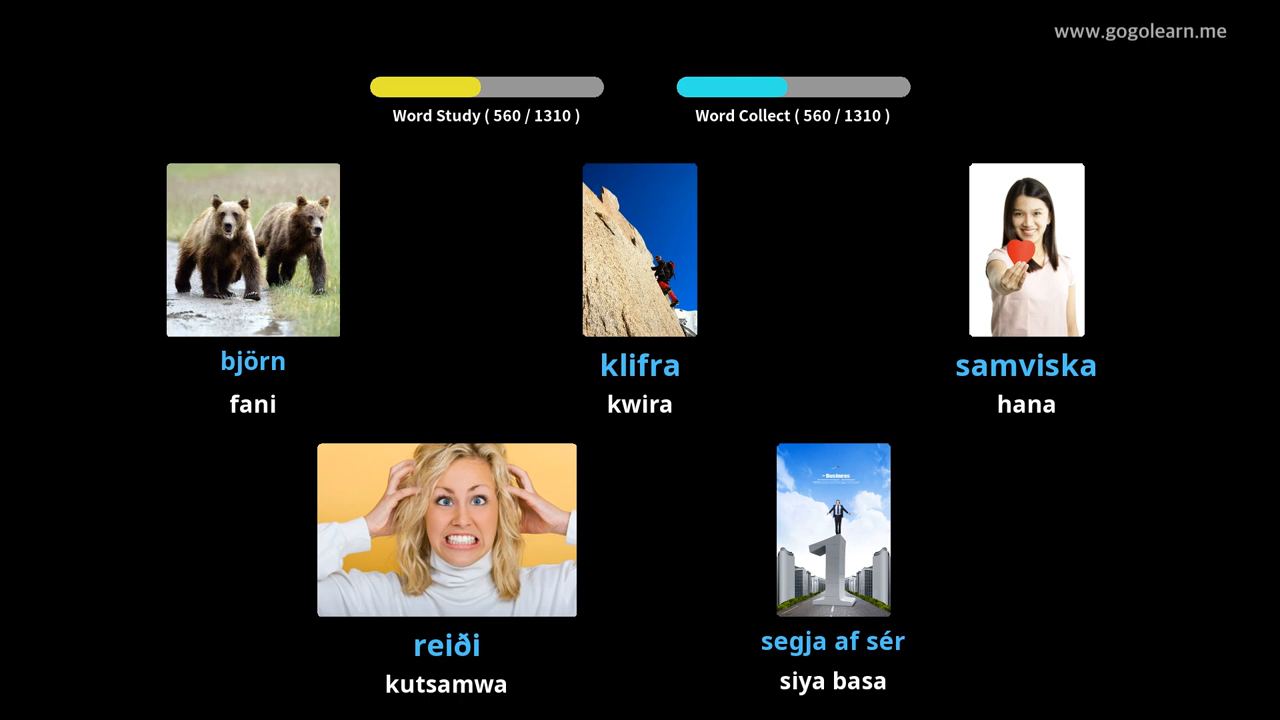 www.gogolearn.me
Word Study ( 560 / 1310 )
Word Collect ( 560 / 1310 )
björn
klifra
samviska
fani
kwira
hana
Business
reiði
segja af sér
kutsamwa
siya basa